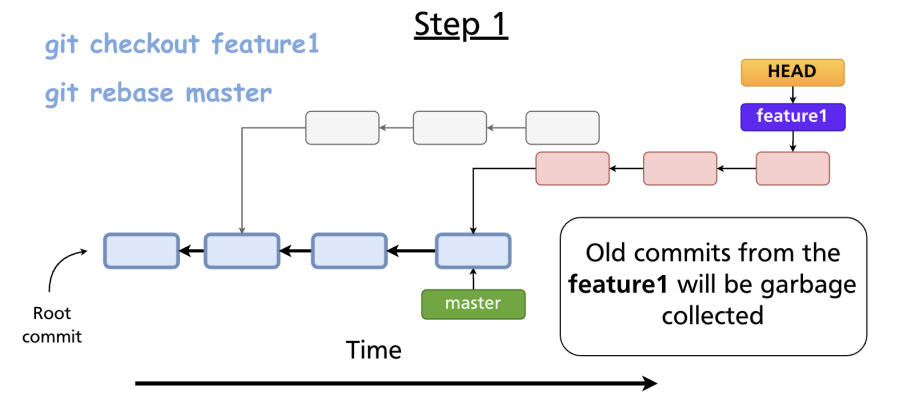 Step 1
git checkout feature1
git rebase master
HEAD
feature1
Old commits from the
feature1 will be garbage
collected
master
Root
commit
Time